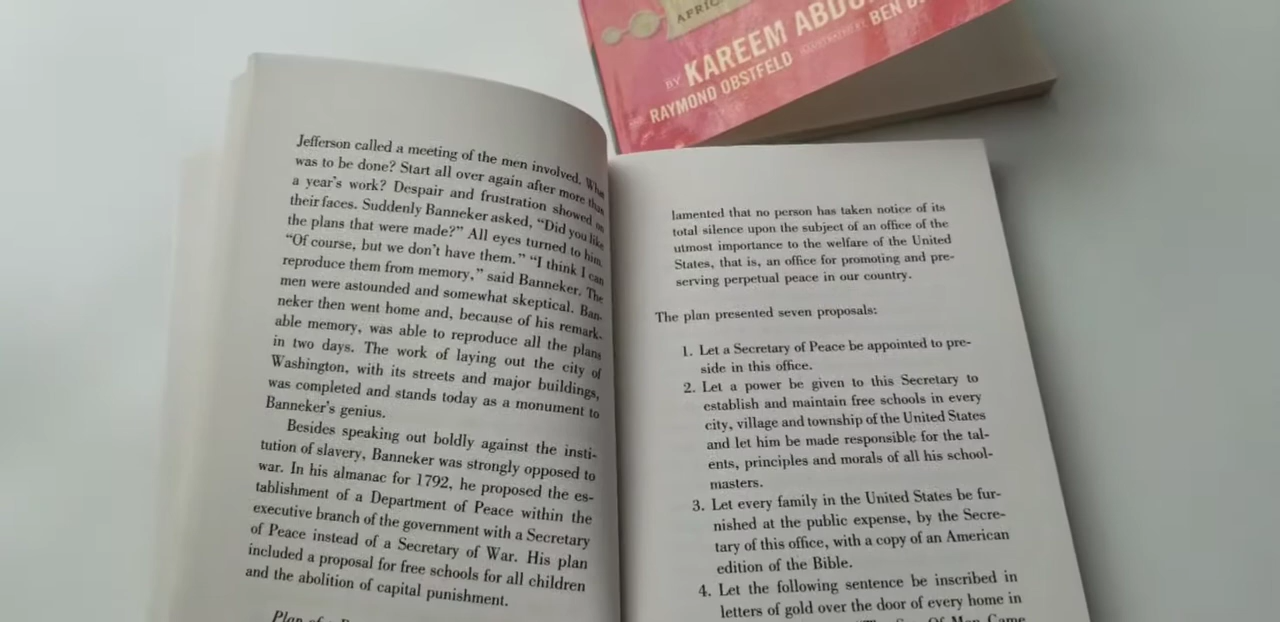 AFRIC
BY KAREEM ABDU
RAYMOND OBSTFELD ILLUSTRATED BY BEN
Jefferson called a meeting of the men involved. What
was to be done? Start all over again after more than
a year's work? Despair and frustration showed on
their faces. Suddenly Banneker asked, "Did you like
the plans that were made?" All eyes turned to him.
"Of course, but we don't have them." "I think I can
reproduce them from memory," said Banneker. The
men were astounded and somewhat skeptical. Ban-
neker then went home and, because of his remark-
able memory, was able to reproduce all the plans
in two days. The work of laying out the city of
Washington, with its streets and major buildings,
was completed and stands today as a monument to
Banneker's genius.
Besides speaking out boldly against the insti-
tution of slavery, Banneker was strongly opposed to
war. In his almanac for 1792, he proposed the es-
tablishment of a Department of Peace within the
executive branch of the government with a Secretary
of Peace instead of a Secretary of War. His plan
included a proposal for free schools for all children
and the abolition of capital punishment.
Plan of a
lamented that no person has taken notice of its
total silence upon the subject of an office of the
utmost importance to the welfare of the United
States, that is, an office for promoting and pre-
serving perpetual peace in our country.
The plan presented seven proposals:
1. Let a Secretary of Peace be appointed to pre-
side in this office.
2. Let a power be given to this Secretary to
establish and maintain free schools in every
city, village and township of the United States
and let him be made responsible for the tal-
ents, principles and morals of all his school-
masters.
3. Let every family in the United States be fur-
nished at the public expense, by the Secre-
tary of this office, with a copy of an American
edition of the Bible.
4. Let the following sentence be inscribed in
letters of gold over the door of every home in
Of Man Came